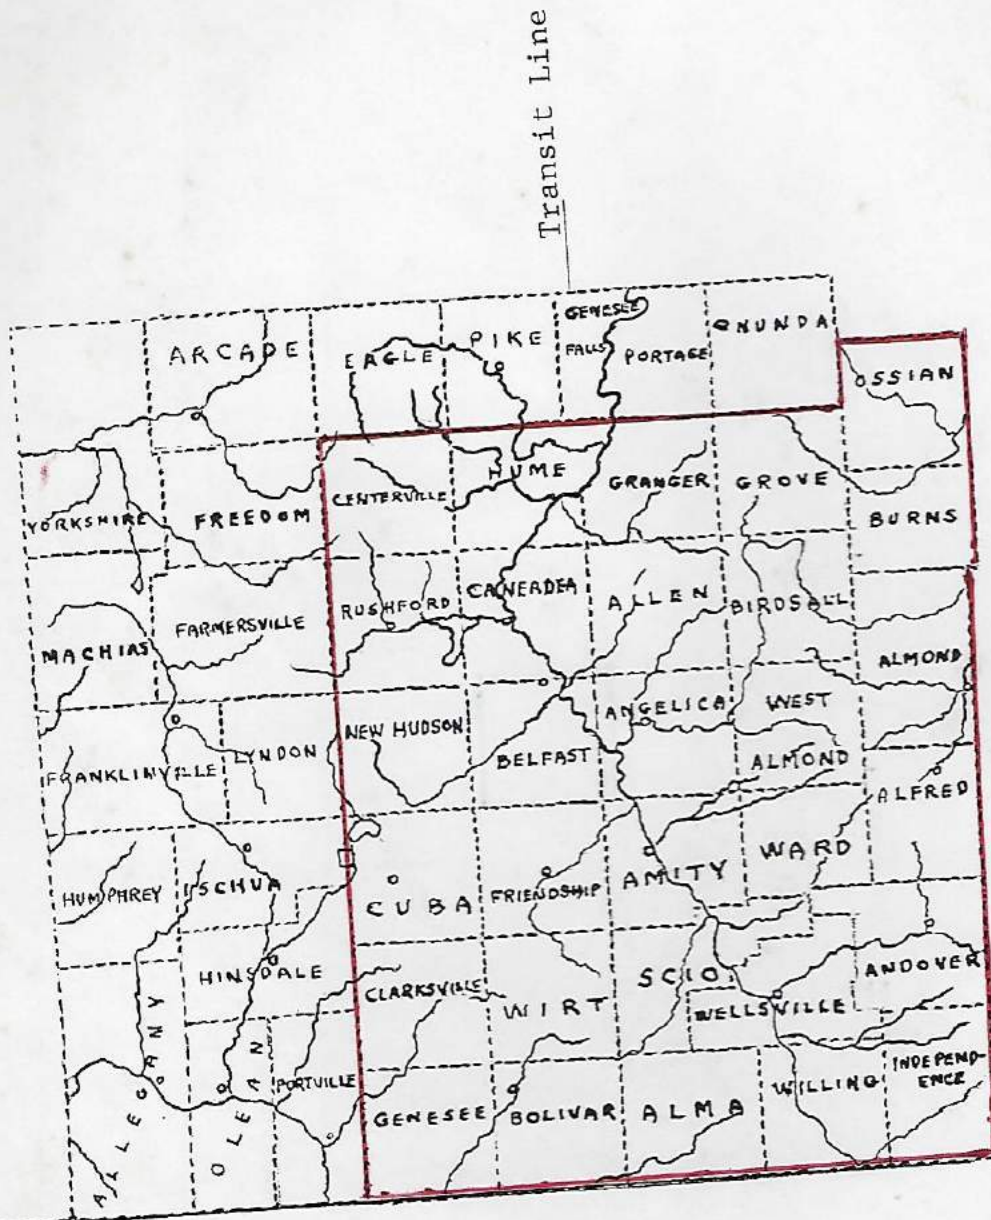 Transit Line
ARCADE
EAGLE
PIKE
GENESEE
FALLS
PORTAGE
NUNDA
OSSIAN
YORKSHIRE
FREEDOM
CENTERVILLE
HUME
GRANGER
GROVE
BURNS
MACHIAS
FARMERSVILLE
RUSHFORD
CANEADEA
ALLEN
BIRDSALL
ALMOND
FRANKLINVILLE
LYNDON
NEW HUDSON
BELFAST
ANGELICA
WEST
ALMOND
ALFRED
HUMPHREY
ISCHUA
CUBA
FRIENDSHIP
AMITY
WARD
HINSDALE
CLARKSVILLE
WIRT
SCIO
WELLSVILLE
ANDOVER
ALLEGANY
OLEAN
PORTVILLE
GENESEE
BOLIVAR
ALMA
WILLING
INDEPEND-
ENCE